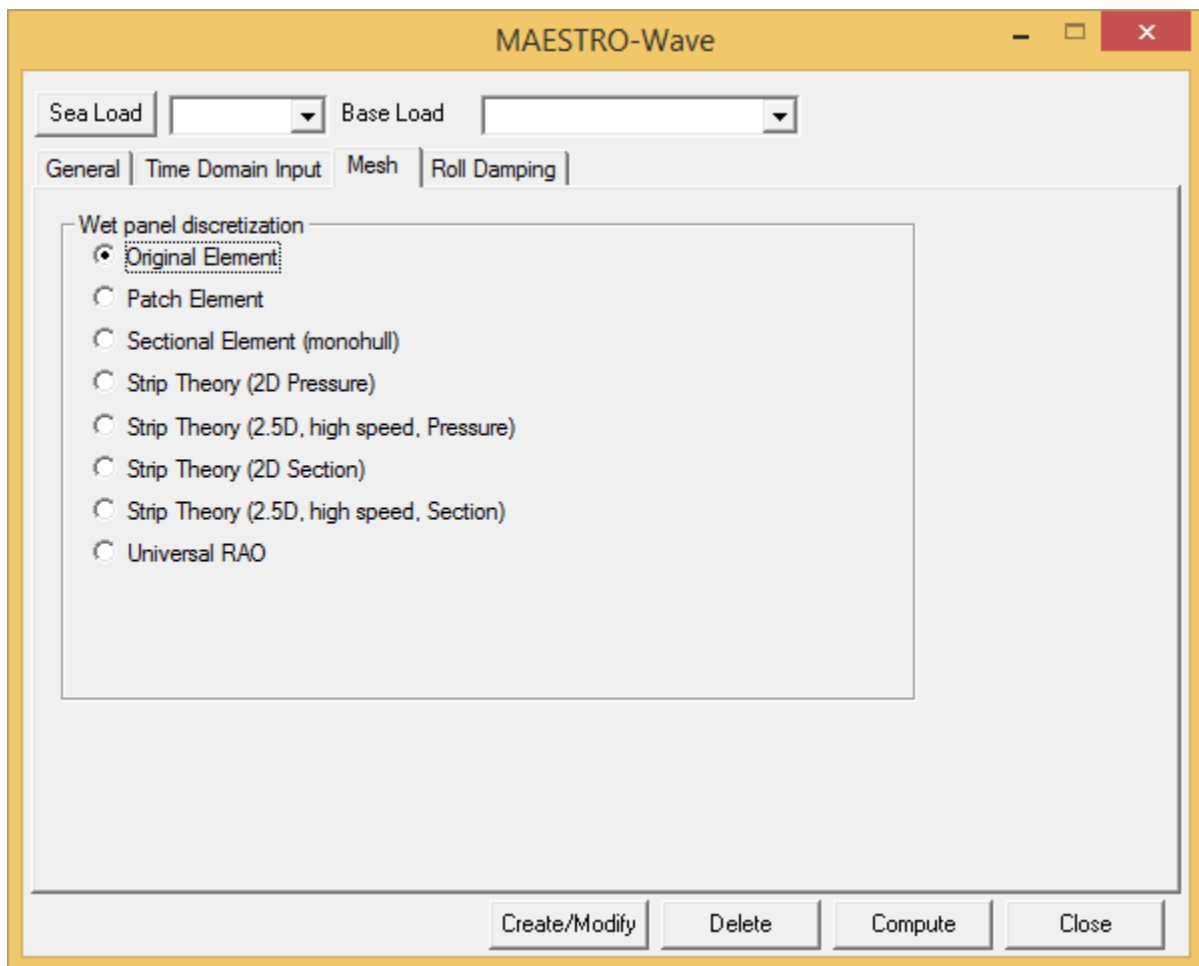 MAESTRO-Wave
Sea Load Base Load
General Time Domain Input Mesh Roll Damping
Wet panel discretization
Original Element
Patch Element
Sectional Element (monohull)
Strip Theory (2D Pressure)
Strip Theory (2.5D, high speed, Pressure)
Strip Theory (2D Section)
Strip Theory (2.5D, high speed, Section)
Universal RAO
Create/Modify Delete Compute Close